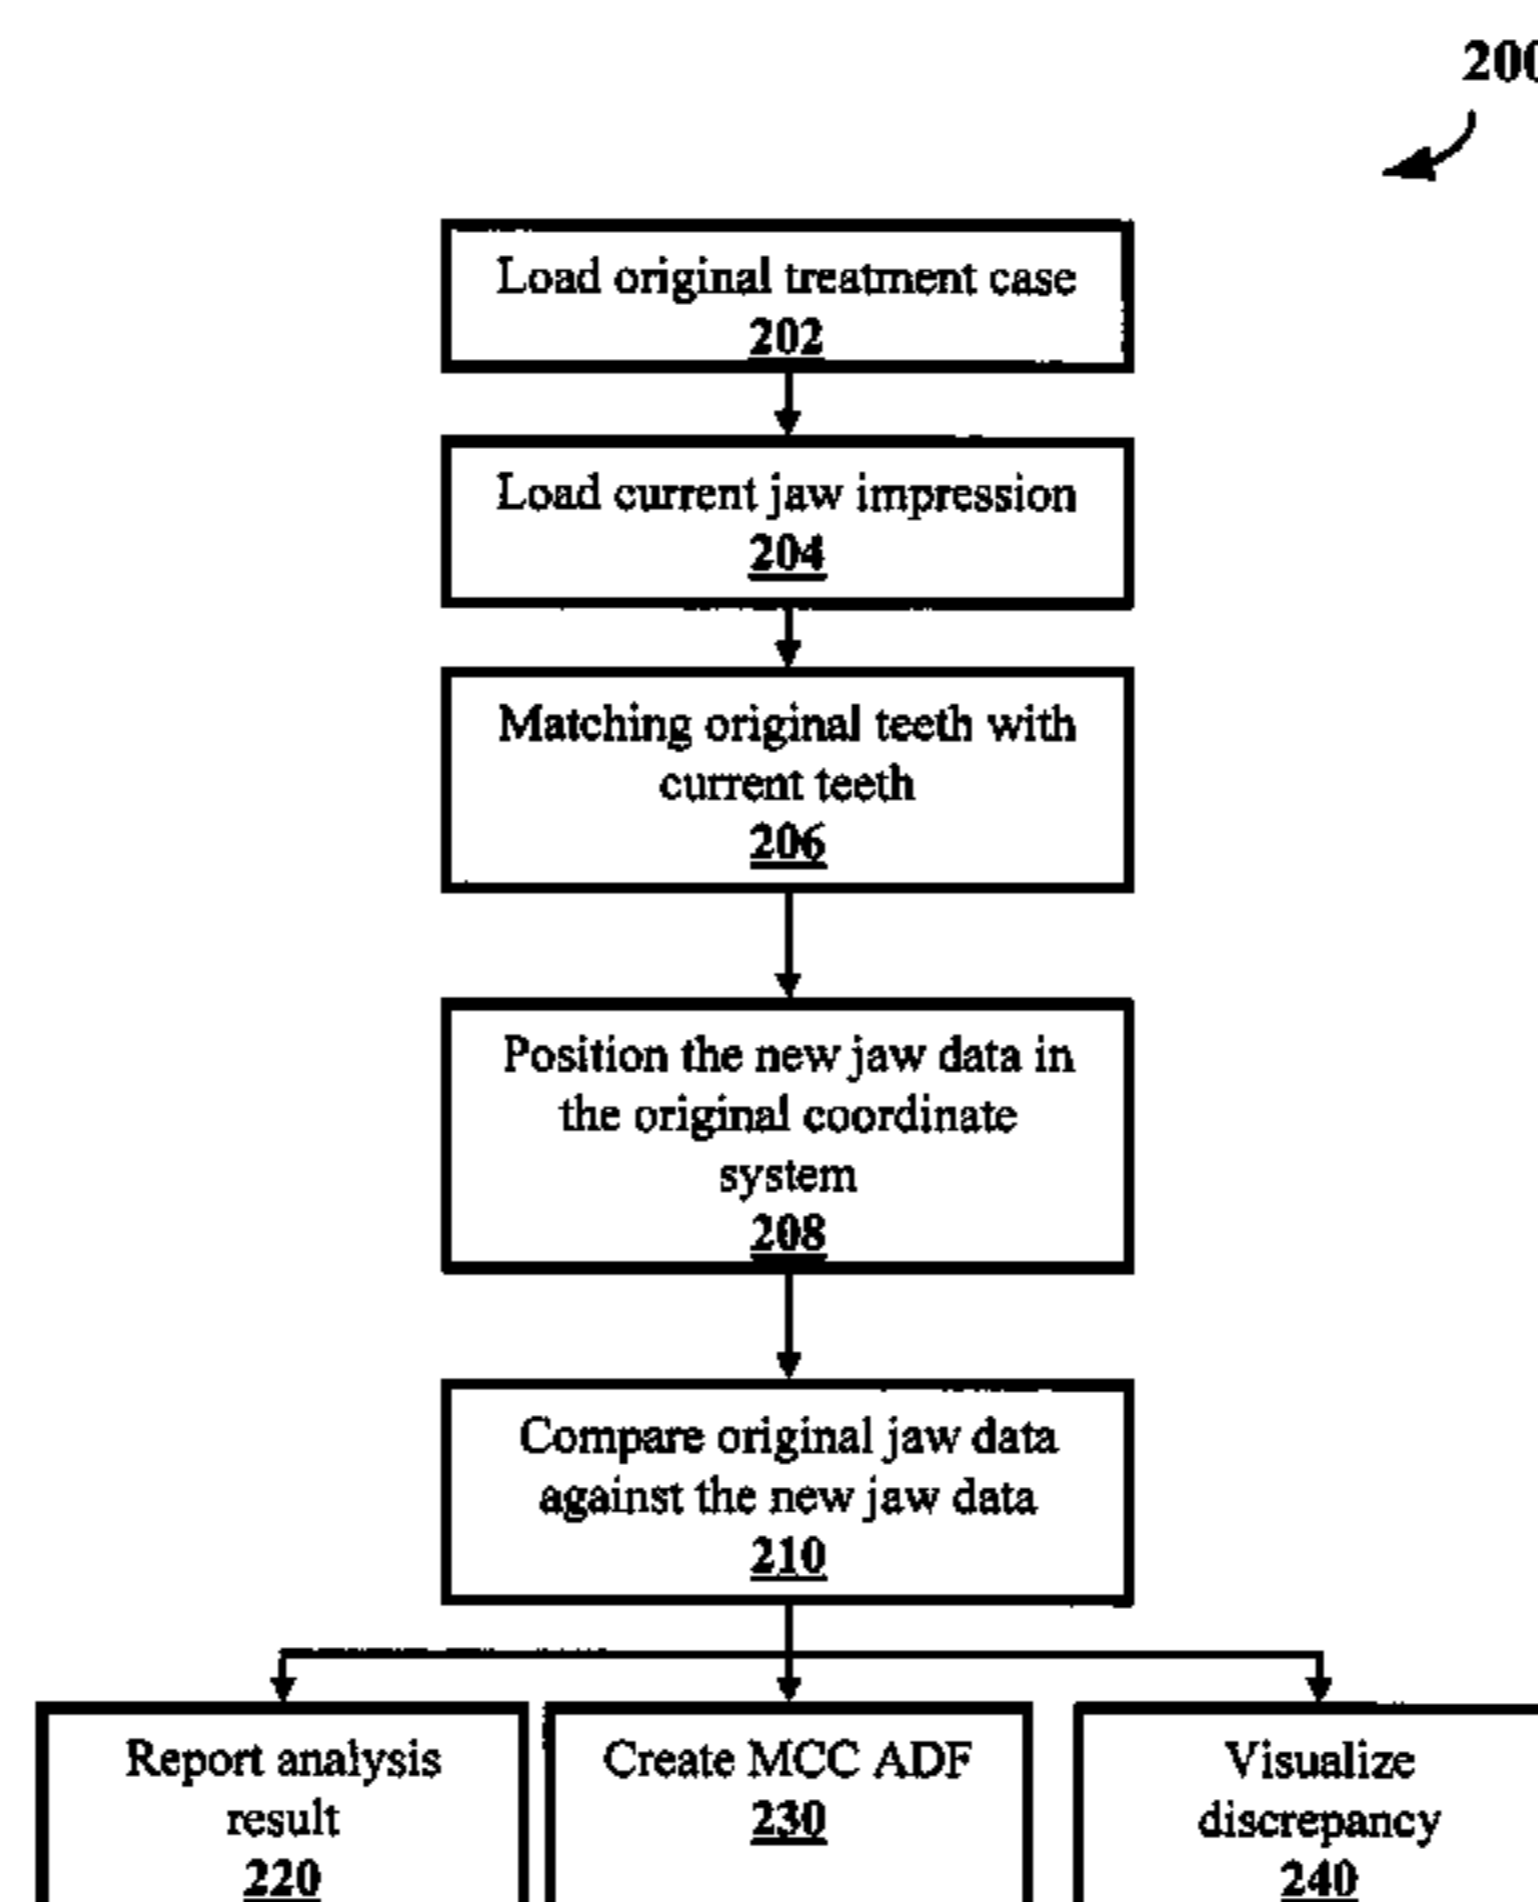 200
Load original treatment case
202
Load current jaw impression
204
Matching original teeth with
current teeth
206
Position the new jaw data in
the original coordinate
system
208
Compare original jaw data
against the new jaw data
210
Report analysis
result
220
Create MCC ADF
230
Visualize
discrepancy
240